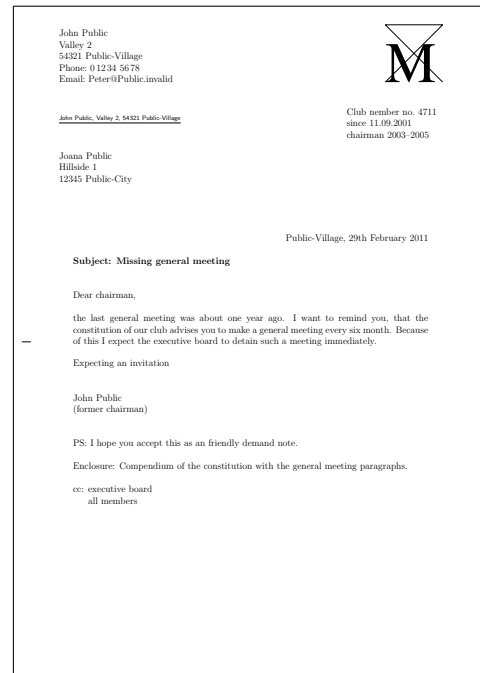 John Public
Valley 2
54321 Public-Village
Phone: 0 12 34 56 78
Email: Peter@Public.invalid
M
Club nember no. 4711
since 11.09.2001
chairman 2003–2005
John Public, Valley 2, 54321 Public-Village
Joana Public
Hillside 1
12345 Public-City
Public-Village, 29th February 2011
Subject: Missing general meeting
Dear chairman,
the last general meeting was about one year ago. I want to remind you, that the
constitution of our club advises you to make a general meeting every six month. Because
of this I expect the executive board to detain such a meeting immediately.
Expecting an invitation
John Public
(former chairman)
PS: I hope you accept this as an friendly demand note.
Enclosure: Compendium of the constitution with the general meeting paragraphs.
cc: executive board
all members